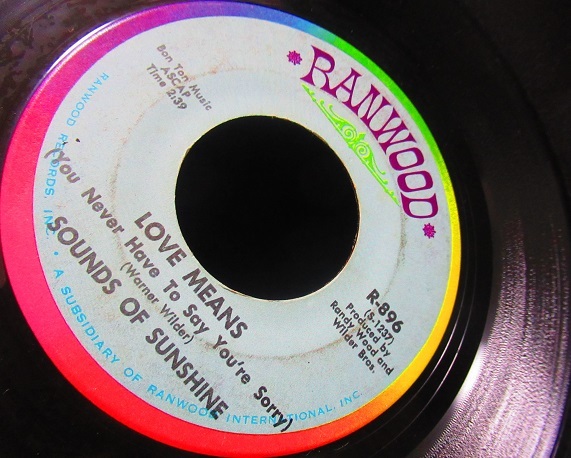 RANWOOD
Bon Ton Music
ASCAP
Time 2:39
R-896
(S.1237)
Produced by
Randy Wood and
Wilder Bros.
LOVE MEANS
(You Never Have To Say You're Sorry)
(Warner Wilder)
SOUNDS OF SUNSHINE
RANWOOD RECORDS, INC. • A SUBSIDIARY OF RANWOOD INTERNATIONAL, INC.